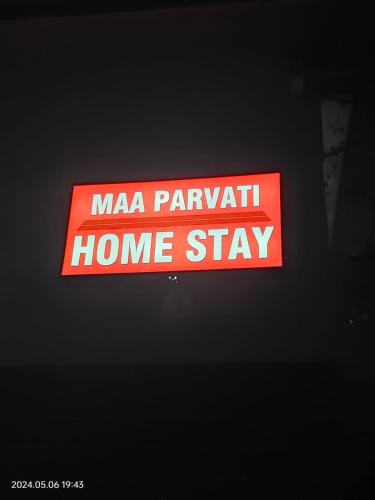 MAA PARVATI
HOME STAY
2024.05.06 19:43